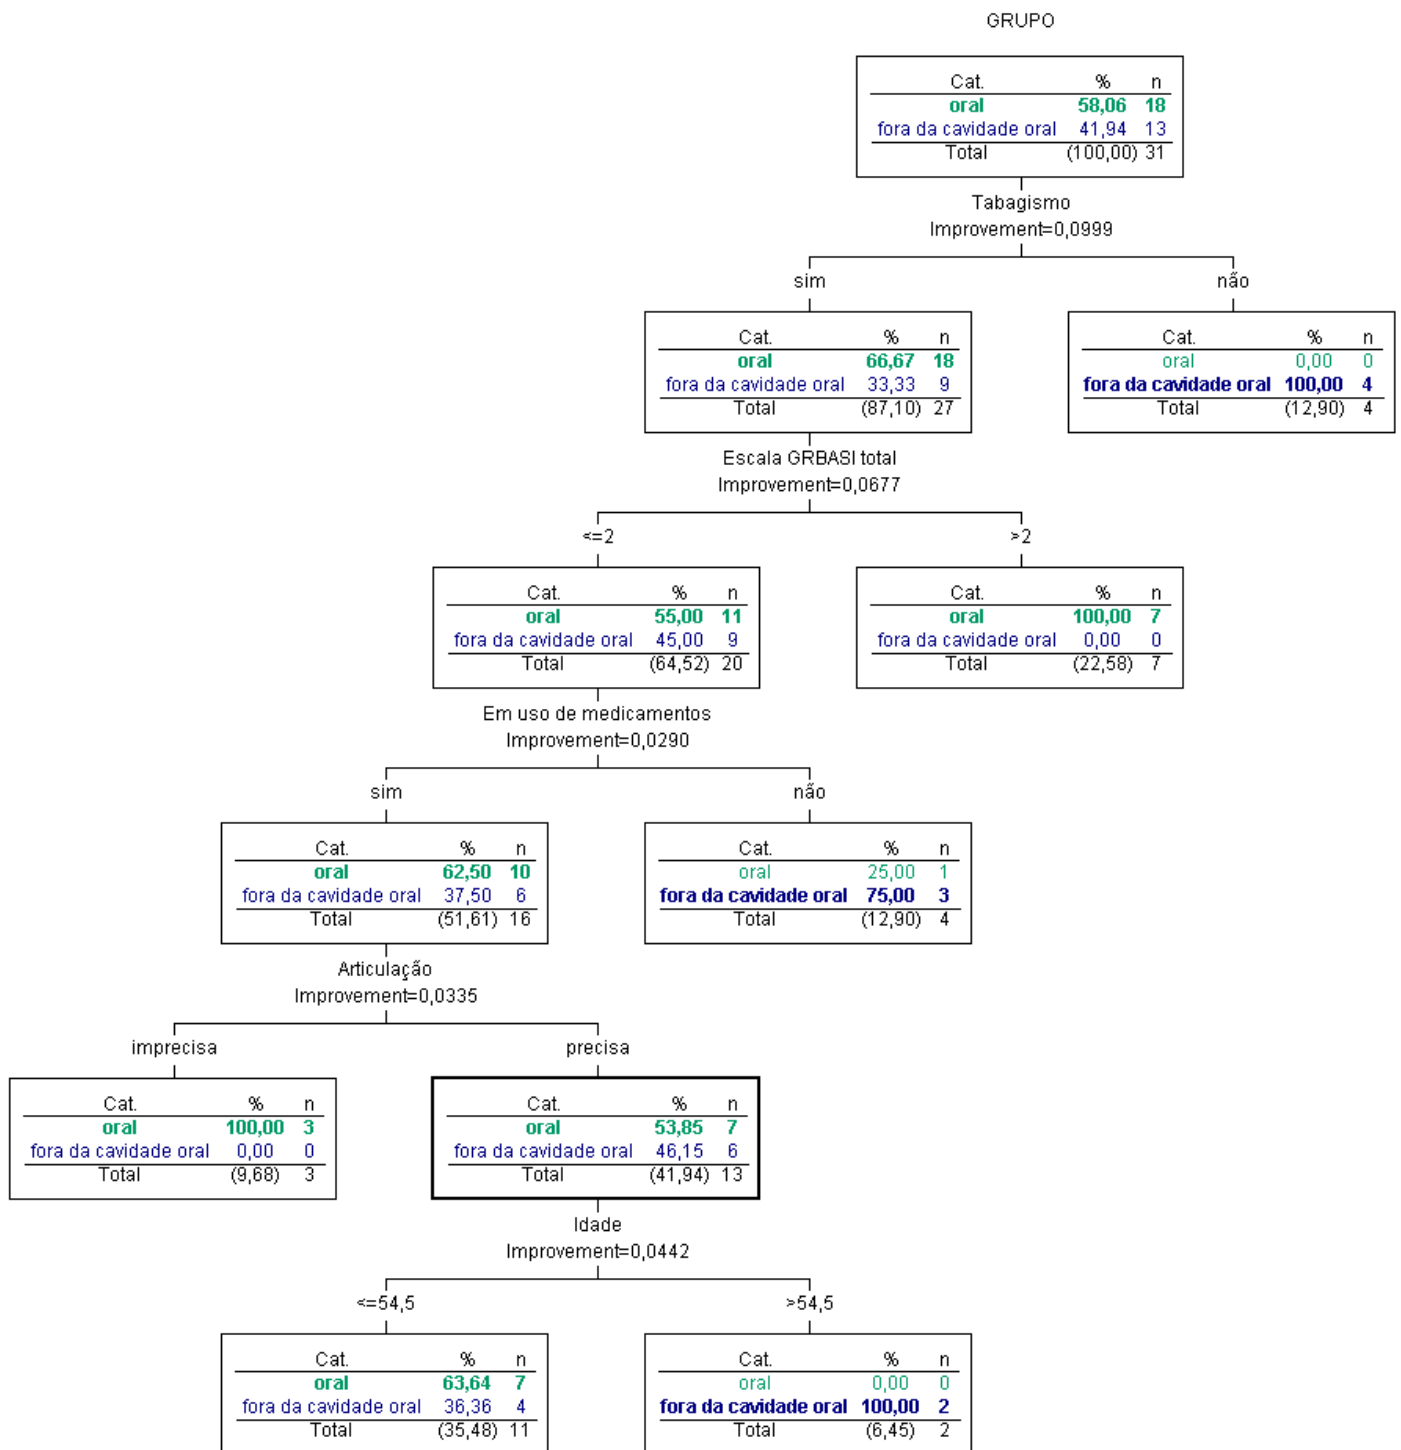 GRUPO
Cat. % n
oral 58,06 18
fora da cavidade oral 41,94 13
Total (100,00) 31
Tabagismo
Improvement=0,0999
sim
não
Cat. % n
oral 66,67 18
fora da cavidade oral 33,33 9
Total (87,10) 27
Cat. % n
oral 0,00 0
fora da cavidade oral 100,00 4
Total (12,90) 4
Escala GRBASI total
Improvement=0,0677
<=2
>2
Cat. % n
oral 55,00 11
fora da cavidade oral 45,00 9
Total (64,52) 20
Cat. % n
oral 100,00 7
fora da cavidade oral 0,00 0
Total (22,58) 7
Em uso de medicamentos
Improvement=0,0290
sim
não
Cat. % n
oral 62,50 10
fora da cavidade oral 37,50 6
Total (51,61) 16
Cat. % n
oral 25,00 1
fora da cavidade oral 75,00 3
Total (12,90) 4
Articulação
Improvement=0,0335
imprecisa
precisa
Cat. % n
oral 100,00 3
fora da cavidade oral 0,00 0
Total (9,68) 3
Cat. % n
oral 53,85 7
fora da cavidade oral 46,15 6
Total (41,94) 13
Idade
Improvement=0,0442
<=54,5
>54,5
Cat. % n
oral 63,64 7
fora da cavidade oral 36,36 4
Total (35,48) 11
Cat. % n
oral 0,00 0
fora da cavidade oral 100,00 2
Total (6,45) 2